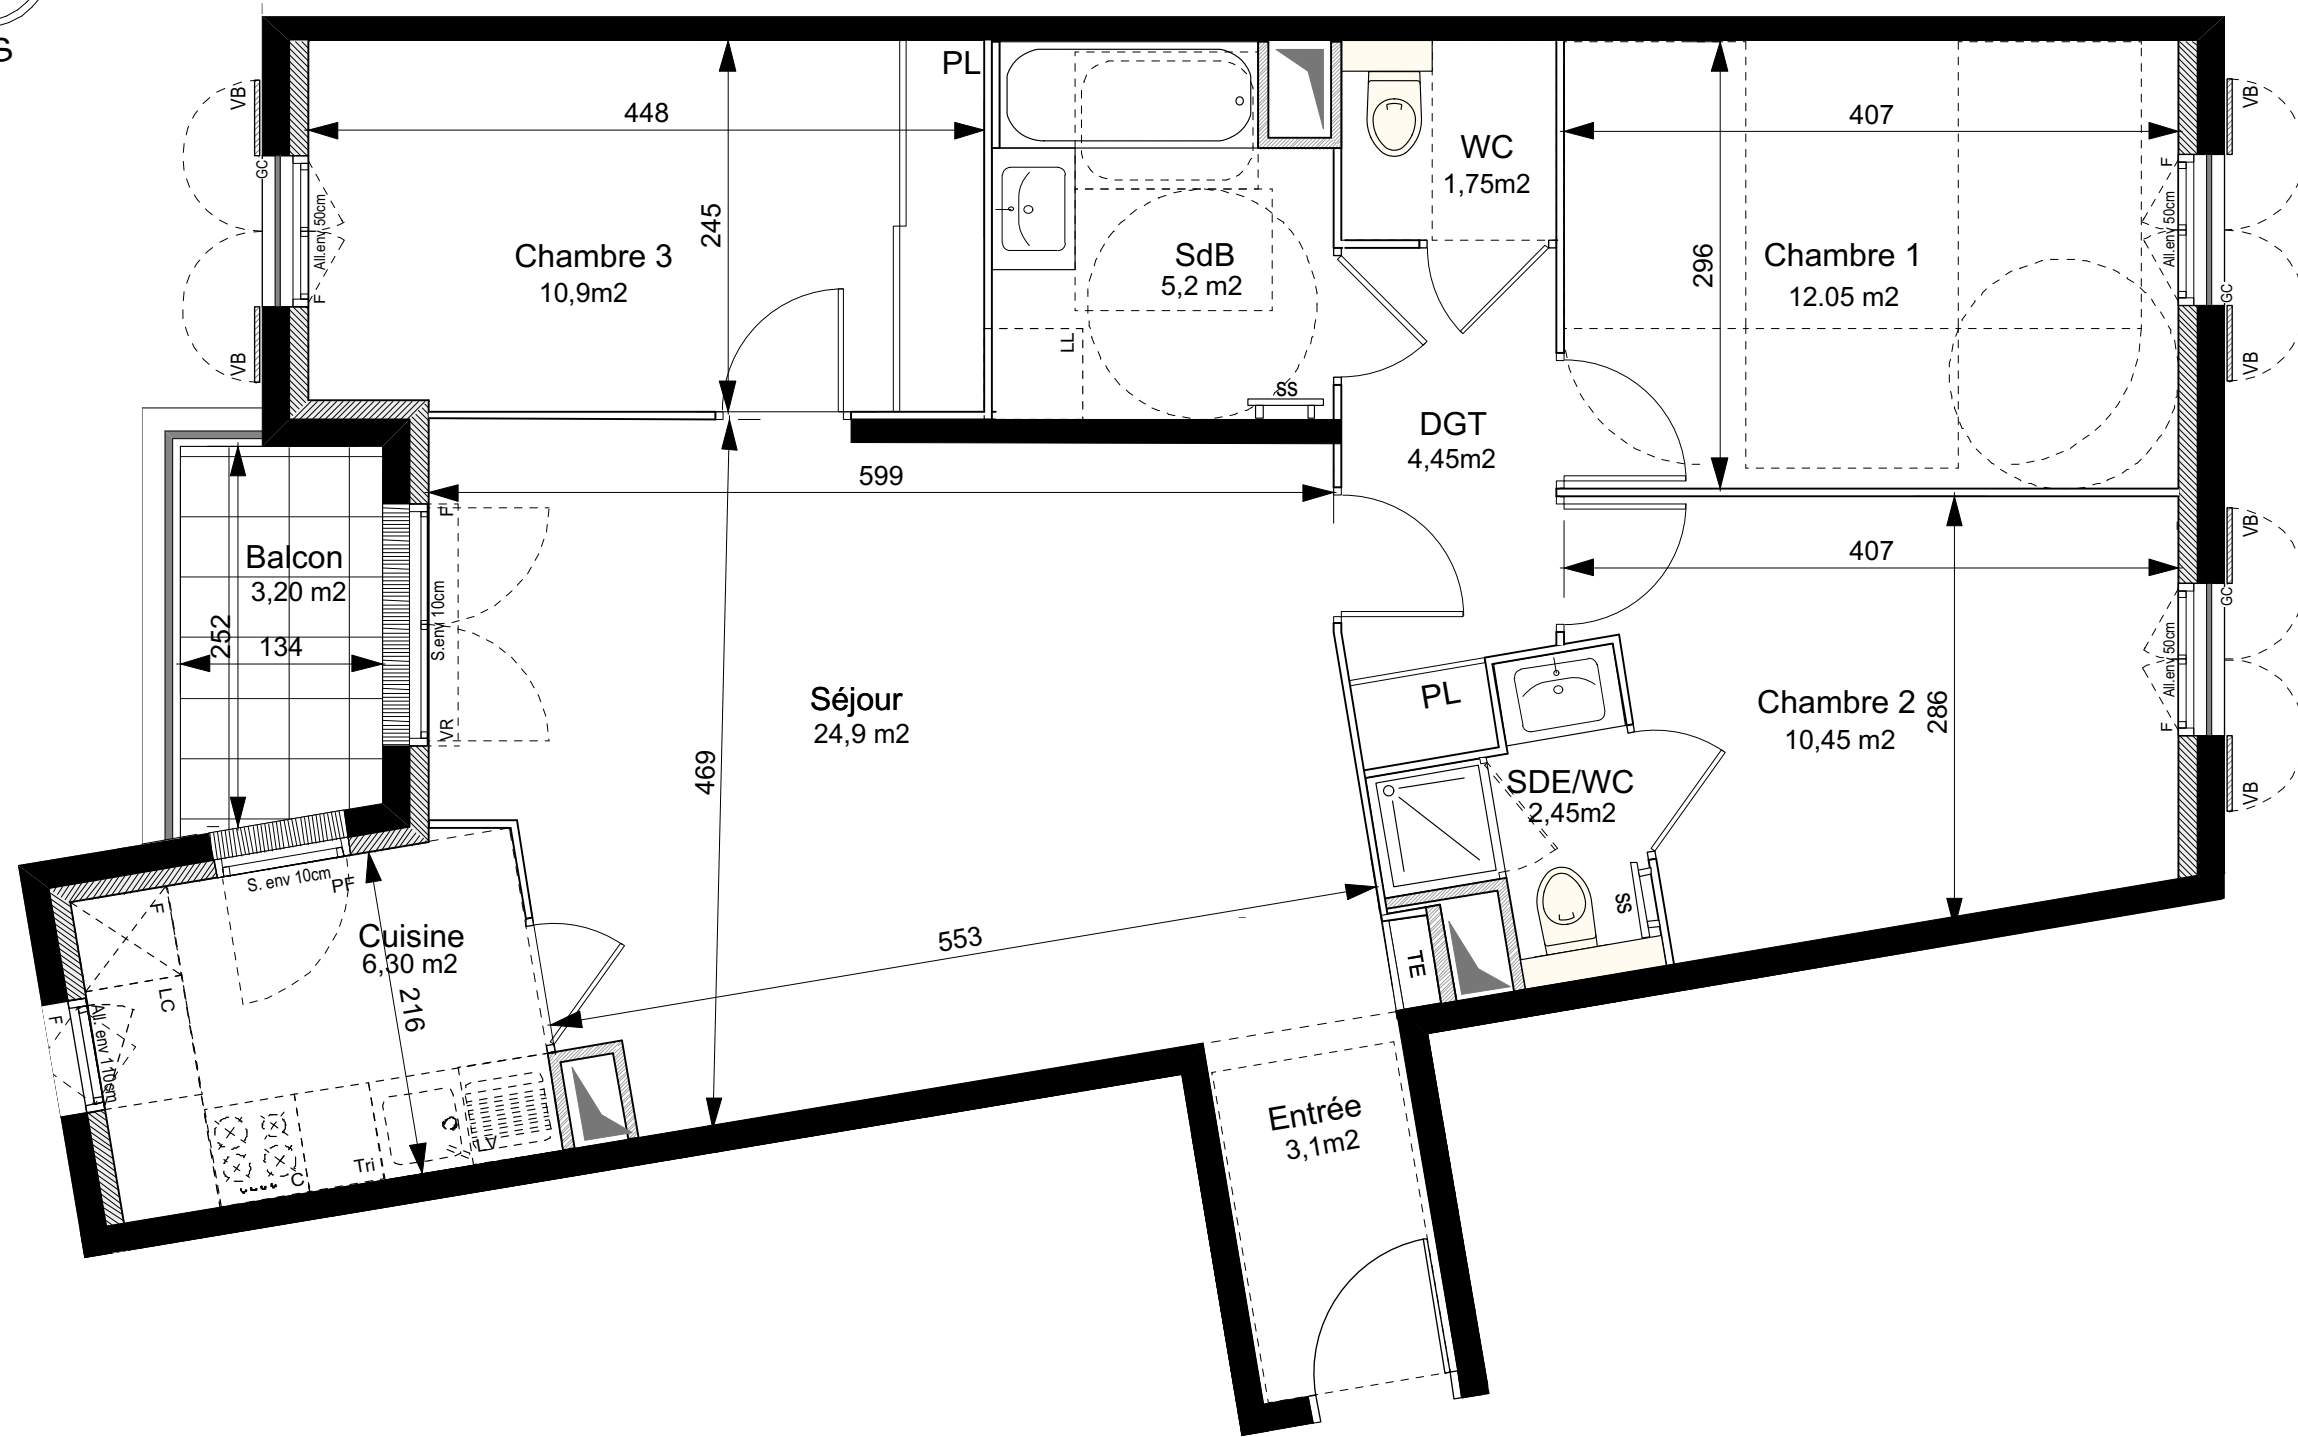 S
VB
GC
All.env 50cm
F
VB
448
245
Chambre 3
10,9m2
PL
SdB
5,2 m2
LL
SS
WC
1,75m2
407
296
Chambre 1
12.05 m2
F
All.env 50cm
GC
VB
VB
DGT
4,45m2
599
Balcon
3,20 m2
252
134
F
S.env 10cm
VR
Séjour
24,9 m2
469
553
407
286
Chambre 2
10,45 m2
VB
GC
All.env 50cm
F
VB
PL
SDE/WC
2,45m2
SS
TE
S. env 10cm
PF
F
Cuisine
6,30 m2
216
LC
F
All. env 110cm
C
Tri
LV
Entrée
3,1m2